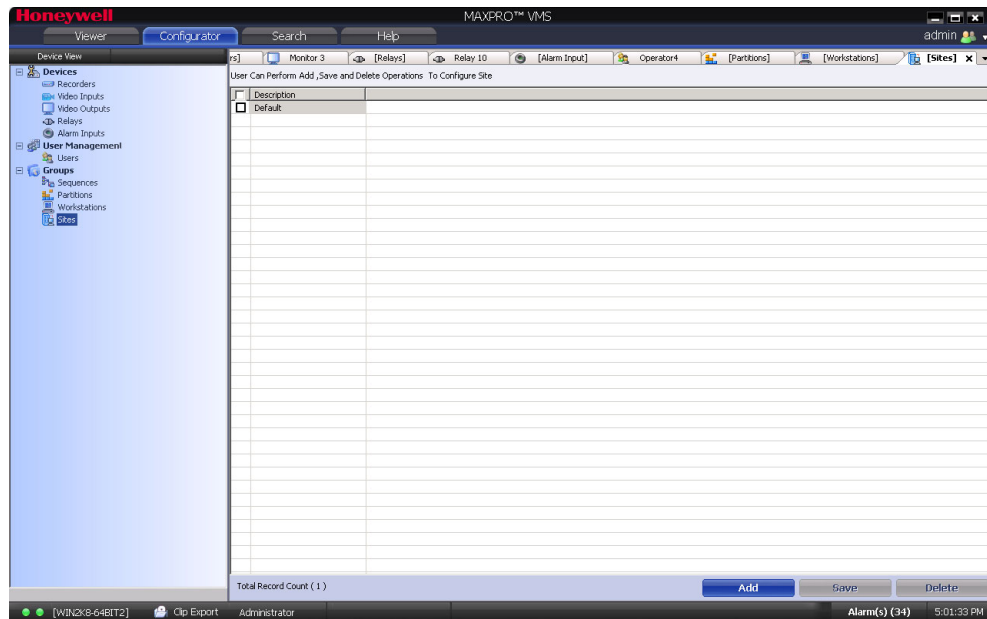 Honeywell
MAXPRO™ VMS
Viewer
Configurator
Search
Help
admin
Device View
Devices
Recorders
Video Inputs
Video Outputs
Relays
Alarm Inputs
User Management
Users
Groups
Sequences
Partitions
Workstations
Sites
rs]
Monitor 3
[Relays]
Relay 10
[Alarm Input]
Operator4
[Partitions]
[Workstations]
[Sites]
User Can Perform Add ,Save and Delete Operations To Configure Site
Description
Default
Total Record Count ( 1 )
Add
Save
Delete
[WIN2K8-64BIT2]
Clip Export
Administrator
Alarm(s) (34)
5:01:33 PM